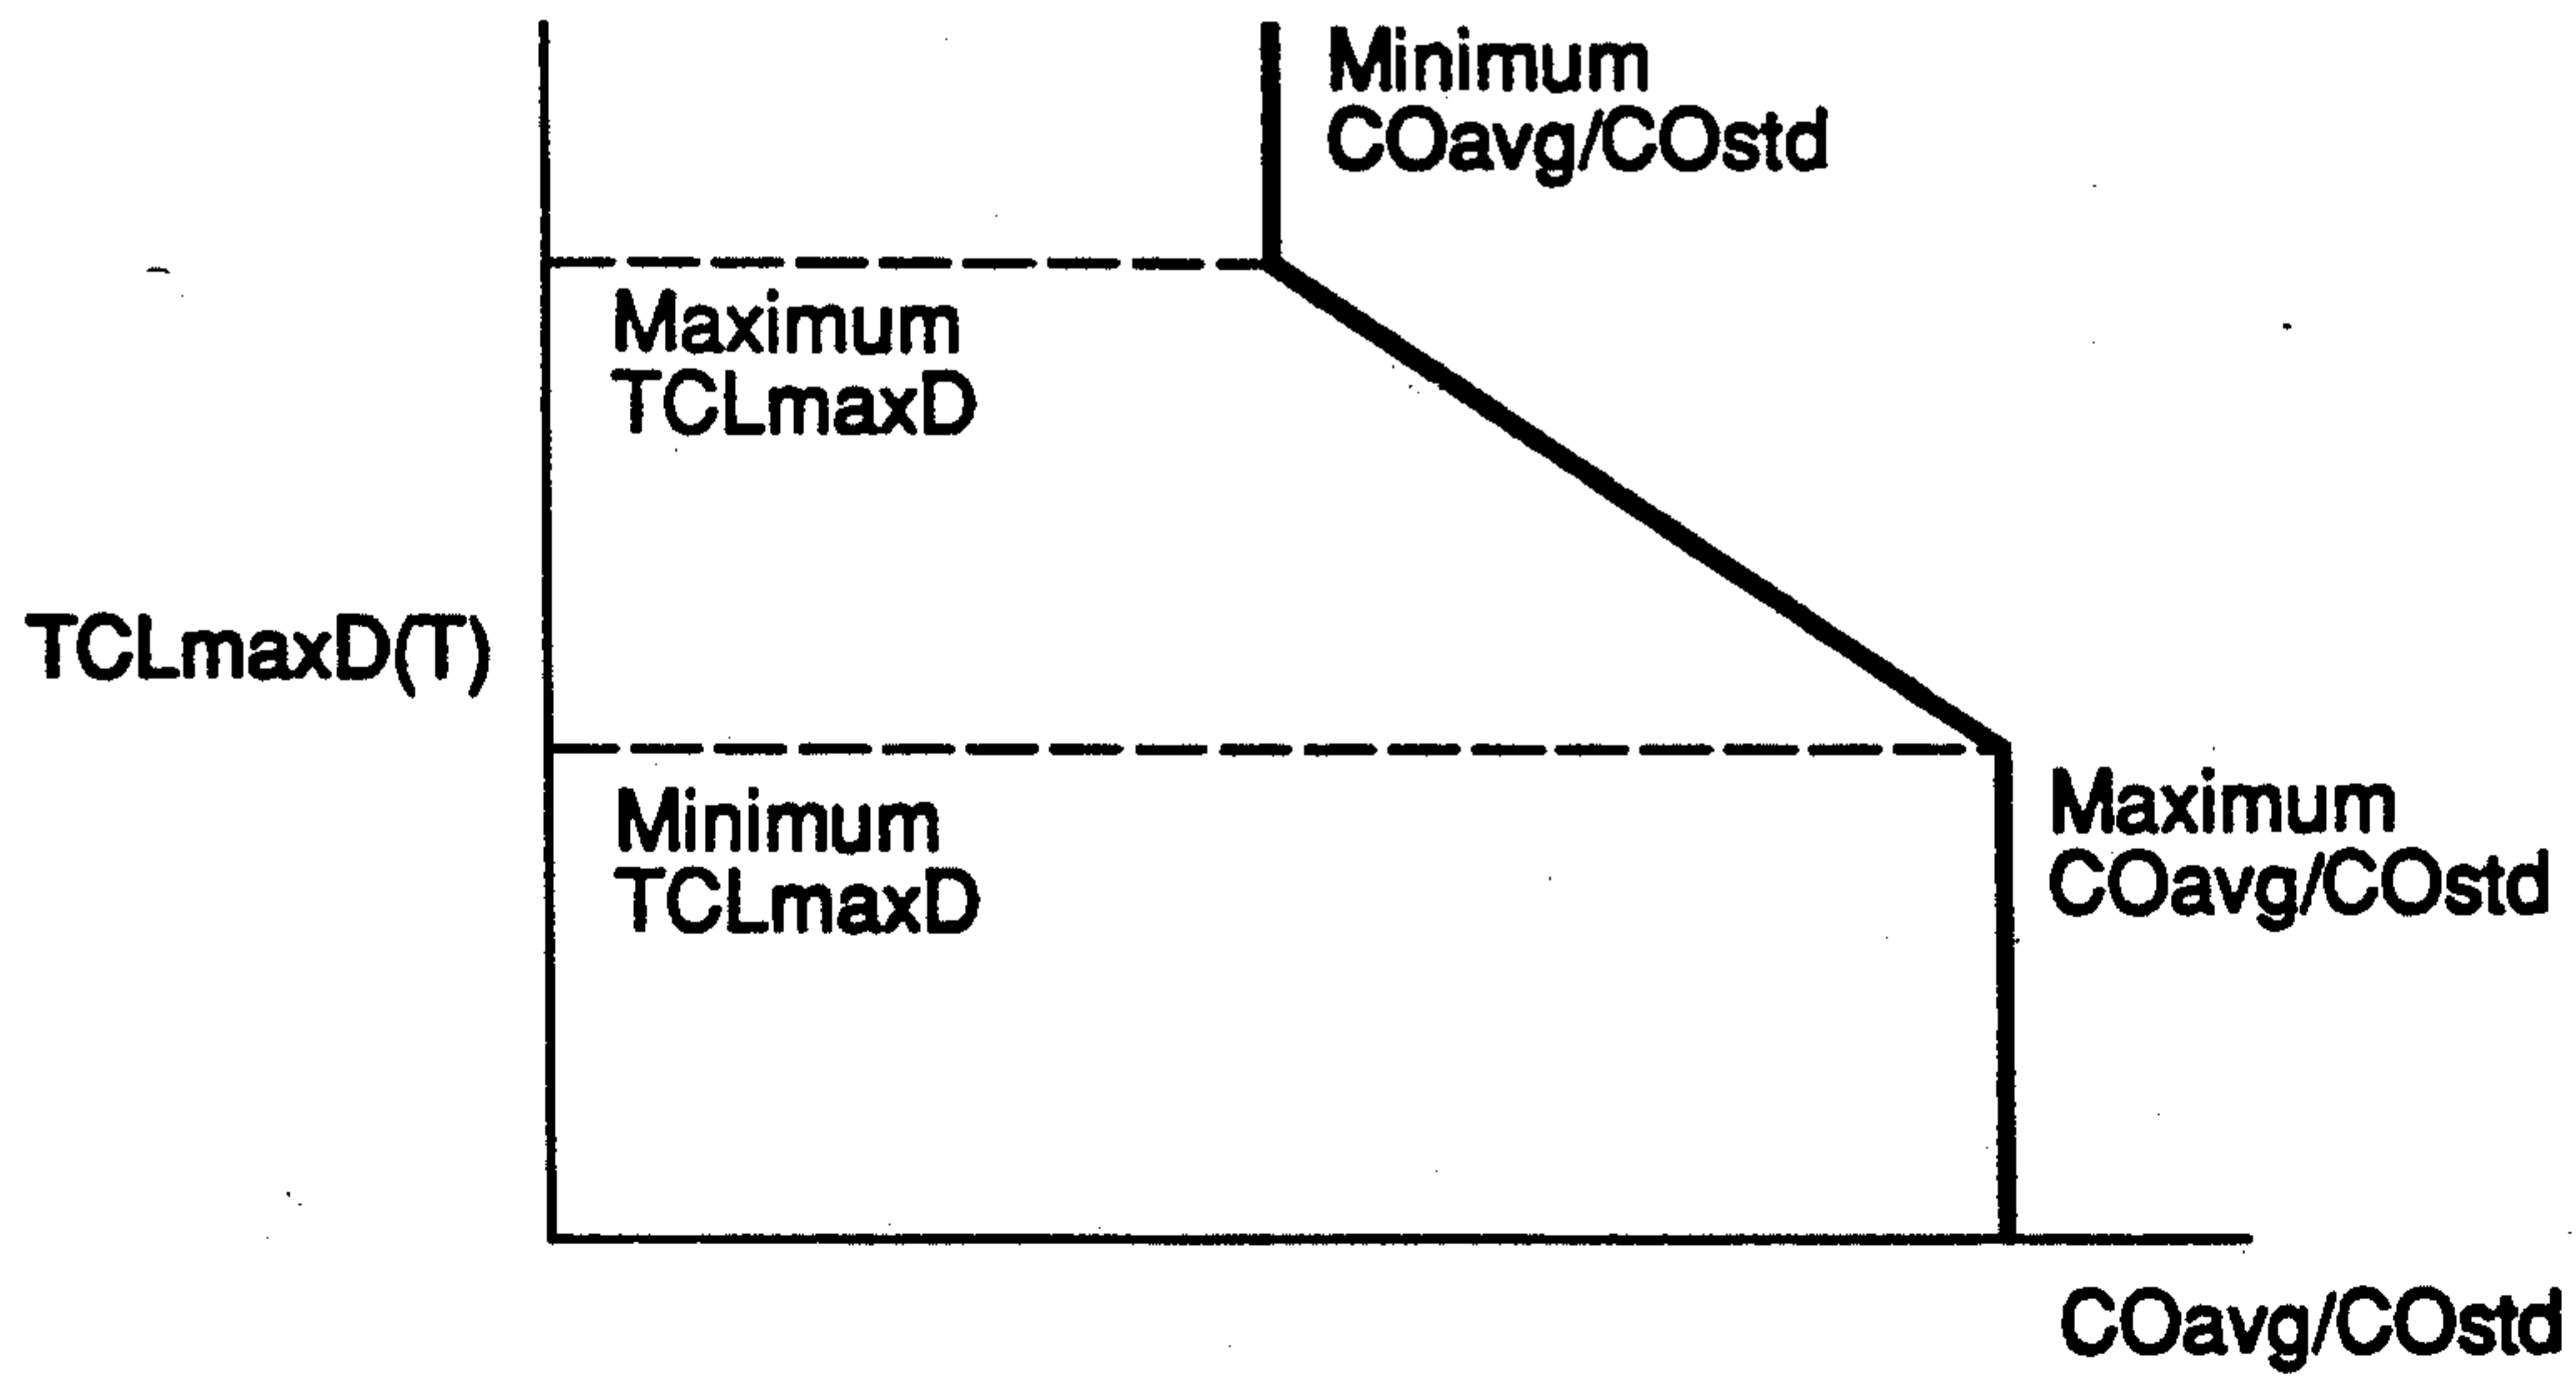 Minimum
COavg/COstd
Maximum
TCLmaxD
TCLmaxD(T)
Minimum
TCLmaxD
Maximum
COavg/COstd
COavg/COstd